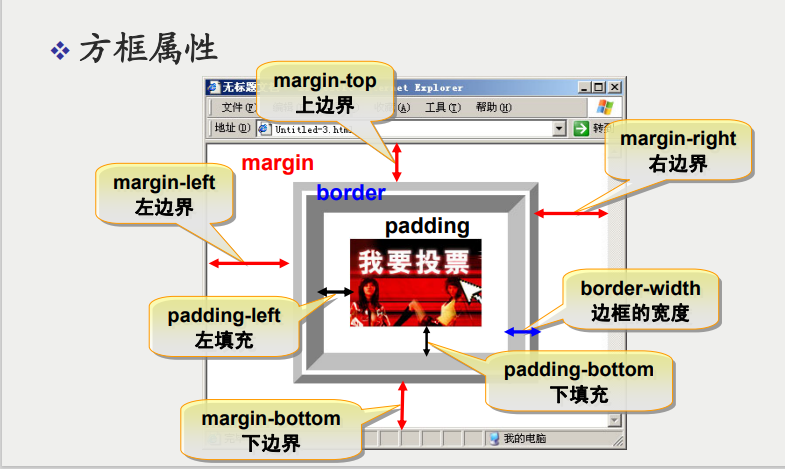 方框属性
margin-top
上边界
无标题
ernet Explorer
文件(F)
(A) 工具(T) 帮助(H)
地址(D) Untitled-3.htm
转到
margin-right
右边界
margin
margin-left
左边界
border
padding
我要投票
border-width
边框的宽度
padding-left
左填充
padding-bottom
下填充
margin-bottom
下边界
我的电脑